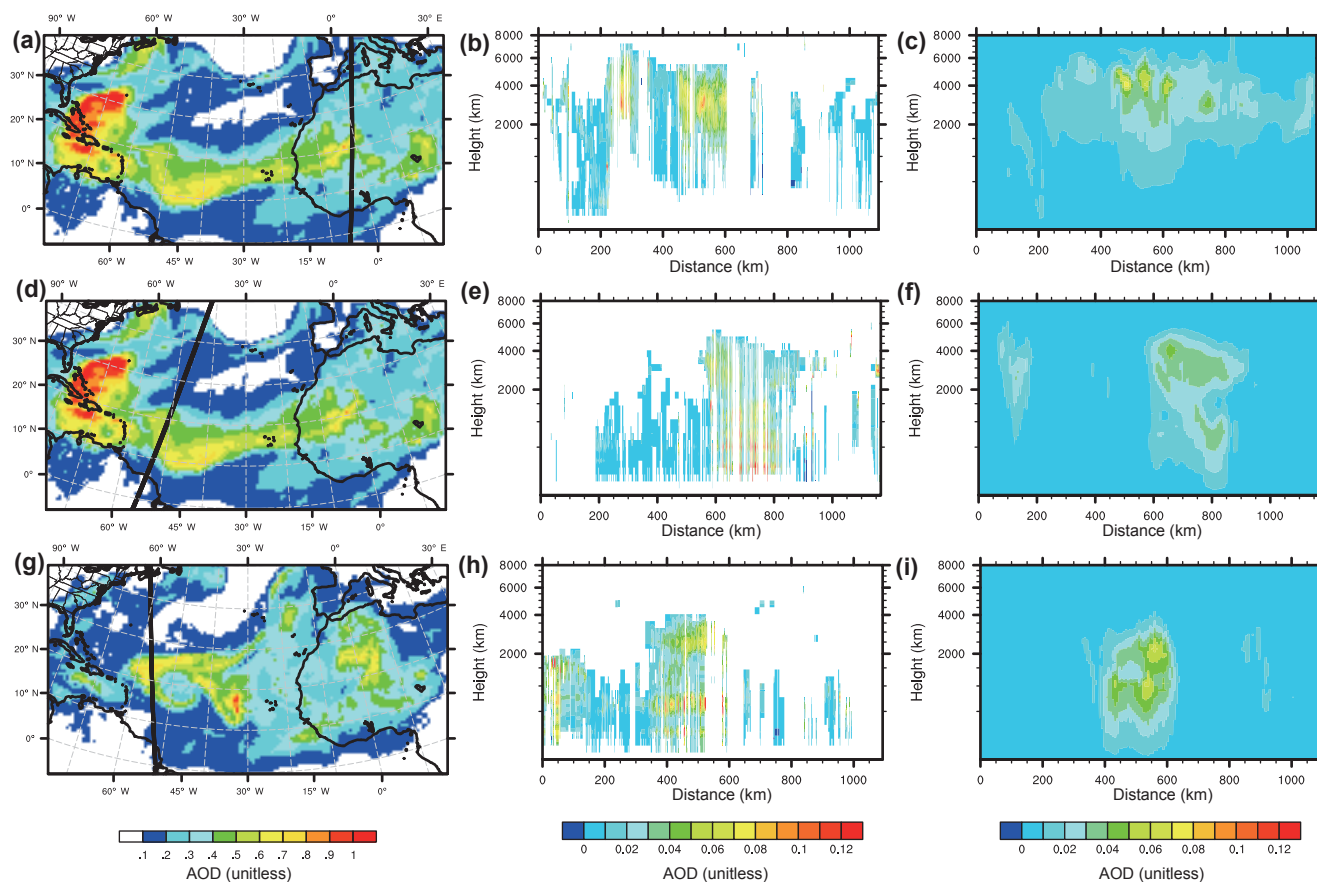 90° W 60° W 30° W 0° 30° E
(a) (b) (c)
30° N
20° N
10° N
0°
60° W 45° W 30° W 15° W 0°
Height (km)
8000
6000
4000
2000
0 200 400 600 800 1000
Distance (km)
Height (km)
8000
6000
4000
2000
0 200 400 600 800 1000
Distance (km)
90° W 60° W 30° W 0° 30° E
(d) (e) (f)
30° N
20° N
10° N
0°
60° W 45° W 30° W 15° W 0°
Height (km)
8000
6000
4000
2000
0 200 400 600 800 1000
Distance (km)
Height (km)
8000
6000
4000
2000
0 200 400 600 800 1000
Distance (km)
90° W 60° W 30° W 0° 30° E
(g) (h) (i)
30° N
20° N
10° N
0°
60° W 45° W 30° W 15° W 0°
Height (km)
8000
6000
4000
2000
0 200 400 600 800 1000
Distance (km)
Height (km)
8000
6000
4000
2000
0 200 400 600 800 1000
Distance (km)
.1 .2 .3 .4 .5 .6 .7 .8 .9 1
AOD (unitless)
0 0.02 0.04 0.06 0.08 0.1 0.12
AOD (unitless)
0 0.02 0.04 0.06 0.08 0.1 0.12
AOD (unitless)